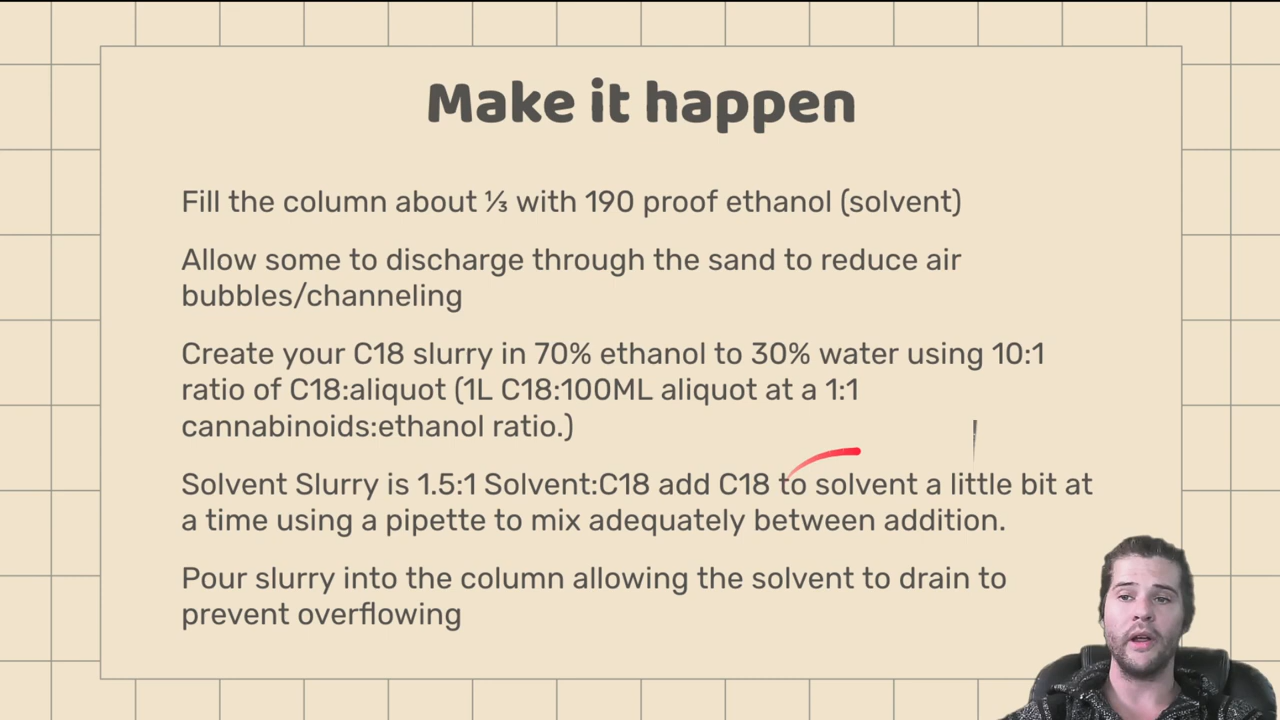 Make it happen
Fill the column about ⅓ with 190 proof ethanol (solvent)
Allow some to discharge through the sand to reduce air
bubbles/channeling
Create your C18 slurry in 70% ethanol to 30% water using 10:1
ratio of C18:aliquot (1L C18:100ML aliquot at a 1:1
cannabinoids:ethanol ratio.)
Solvent Slurry is 1.5:1 Solvent:C18 add C18 to solvent a little bit at
a time using a pipette to mix adequately between addition.
Pour slurry into the column allowing the solvent to drain to
prevent overflowing